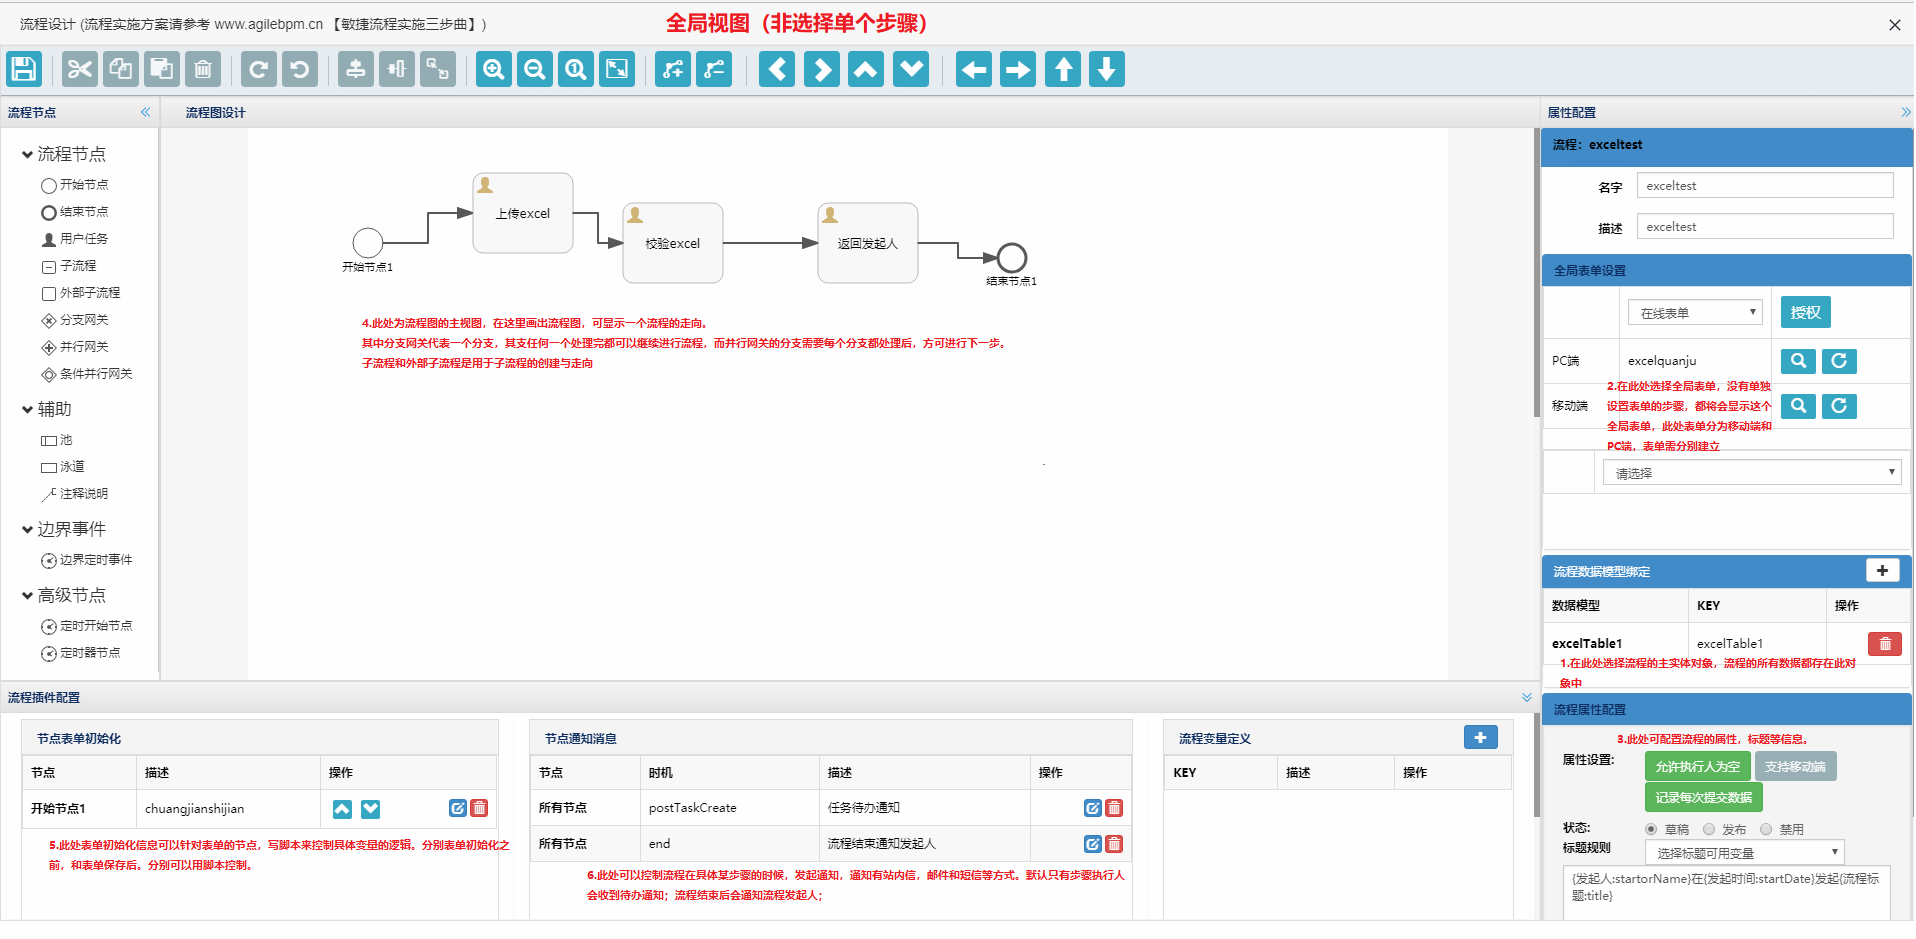 流程设计 (流程实施方案请参考 www.agilebpm.cn 【敏捷流程实施三步曲】)
全局视图（非选择单个步骤）
流程节点
流程图设计
属性配置
流程节点
开始节点
结束节点
用户任务
子流程
外部子流程
分支网关
并行网关
条件并行网关
辅助
池
泳道
注释说明
边界事件
边界定时事件
高级节点
定时开始节点
定时器节点
开始节点1
上传excel
校验excel
返回发起人
结束节点1
4.此处为流程图的主视图，在这里画出流程图，可显示一个流程的走向。
其中分支网关代表一个分支，其支任何一个处理完都可以继续进行流程，而并行网关的分支需要每个分支都处理后，方可进行下一步。
子流程和外部子流程是用于子流程的创建与走向
流程：exceltest
名字 exceltest
描述 exceltest
全局表单设置
在线表单 授权
PC端 excelquanju
移动端
2.在此处选择全局表单，没有单独
设置表单的步骤，都将会显示这个
全局表单，此处表单分为移动端和
PC端，表单需分别建立
请选择
流程数据模型绑定
数据模型 KEY 操作
excelTable1 excelTable1
1.在此处选择流程的主实体对象，流程的所有数据都存在此对
象中
流程属性配置
3.此处可配置流程的属性，标题等信息。
属性设置: 允许执行人为空 支持移动端
记录每次提交数据
状态: 草稿 发布 禁用
标题规则 选择标题可用变量
{发起人:startorName}在{发起时间:startDate}发起{流程标
题:title}
流程插件配置
节点表单初始化
节点 描述 操作
开始节点1 chuangjianshijian
5.此处表单初始化信息可以针对表单的节点，写脚本来控制具体变量的逻辑。分别表单初始化之
前，和表单保存后。分别可以用脚本控制。
节点通知消息
节点 时机 描述 操作
所有节点 postTaskCreate 任务待办通知
所有节点 end 流程结束通知发起人
6.此处可以控制流程在具体某步骤的时候，发起通知，通知有站内信，邮件和短信等方式。默认只有步骤执行人
会收到待办通知；流程结束后会通知流程发起人；
流程变量定义
KEY 描述 操作